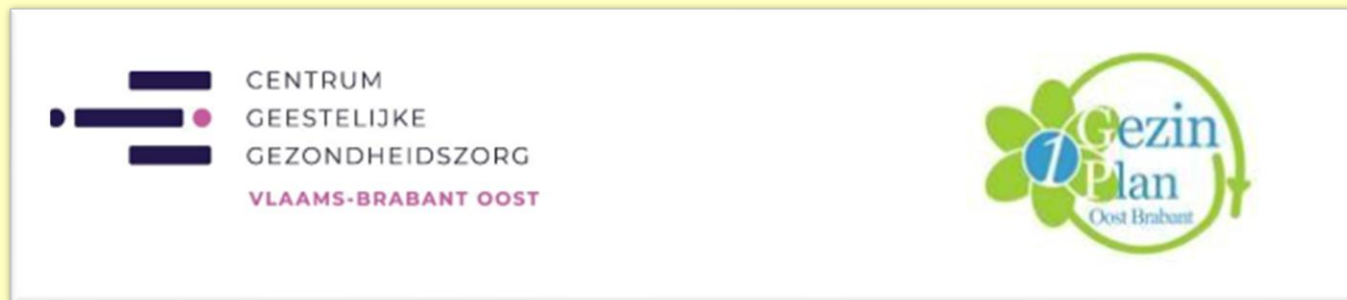 CENTRUM
GEESTELIJKE
GEZONDHEIDSZORG
VLAAMS-BRABANT OOST
1
Gezin
Plan
Oost Brabant